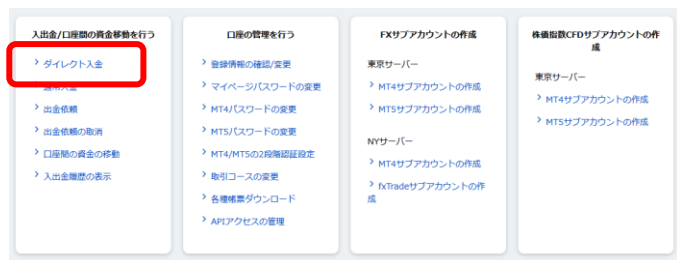 入出金/口座間の資金移動を行う
ダイレクト入金
出金依頼
出金依頼の取消
口座間の資金の移動
入出金履歴の表示
口座の管理を行う
登録情報の確認/変更
マイページパスワードの変更
MT4パスワードの変更
MT5パスワードの変更
MT4/MT5の2段階認証設定
取引コースの変更
各種帳票ダウンロード
APIアクセスの管理
FXサブアカウントの作成
東京サーバー
MT4サブアカウントの作成
MT5サブアカウントの作成
NYサーバー
MT4サブアカウントの作成
fxTradeサブアカウントの作
成
株価指数CFDサブアカウントの作
成
東京サーバー
MT4サブアカウントの作成
MT5サブアカウントの作成